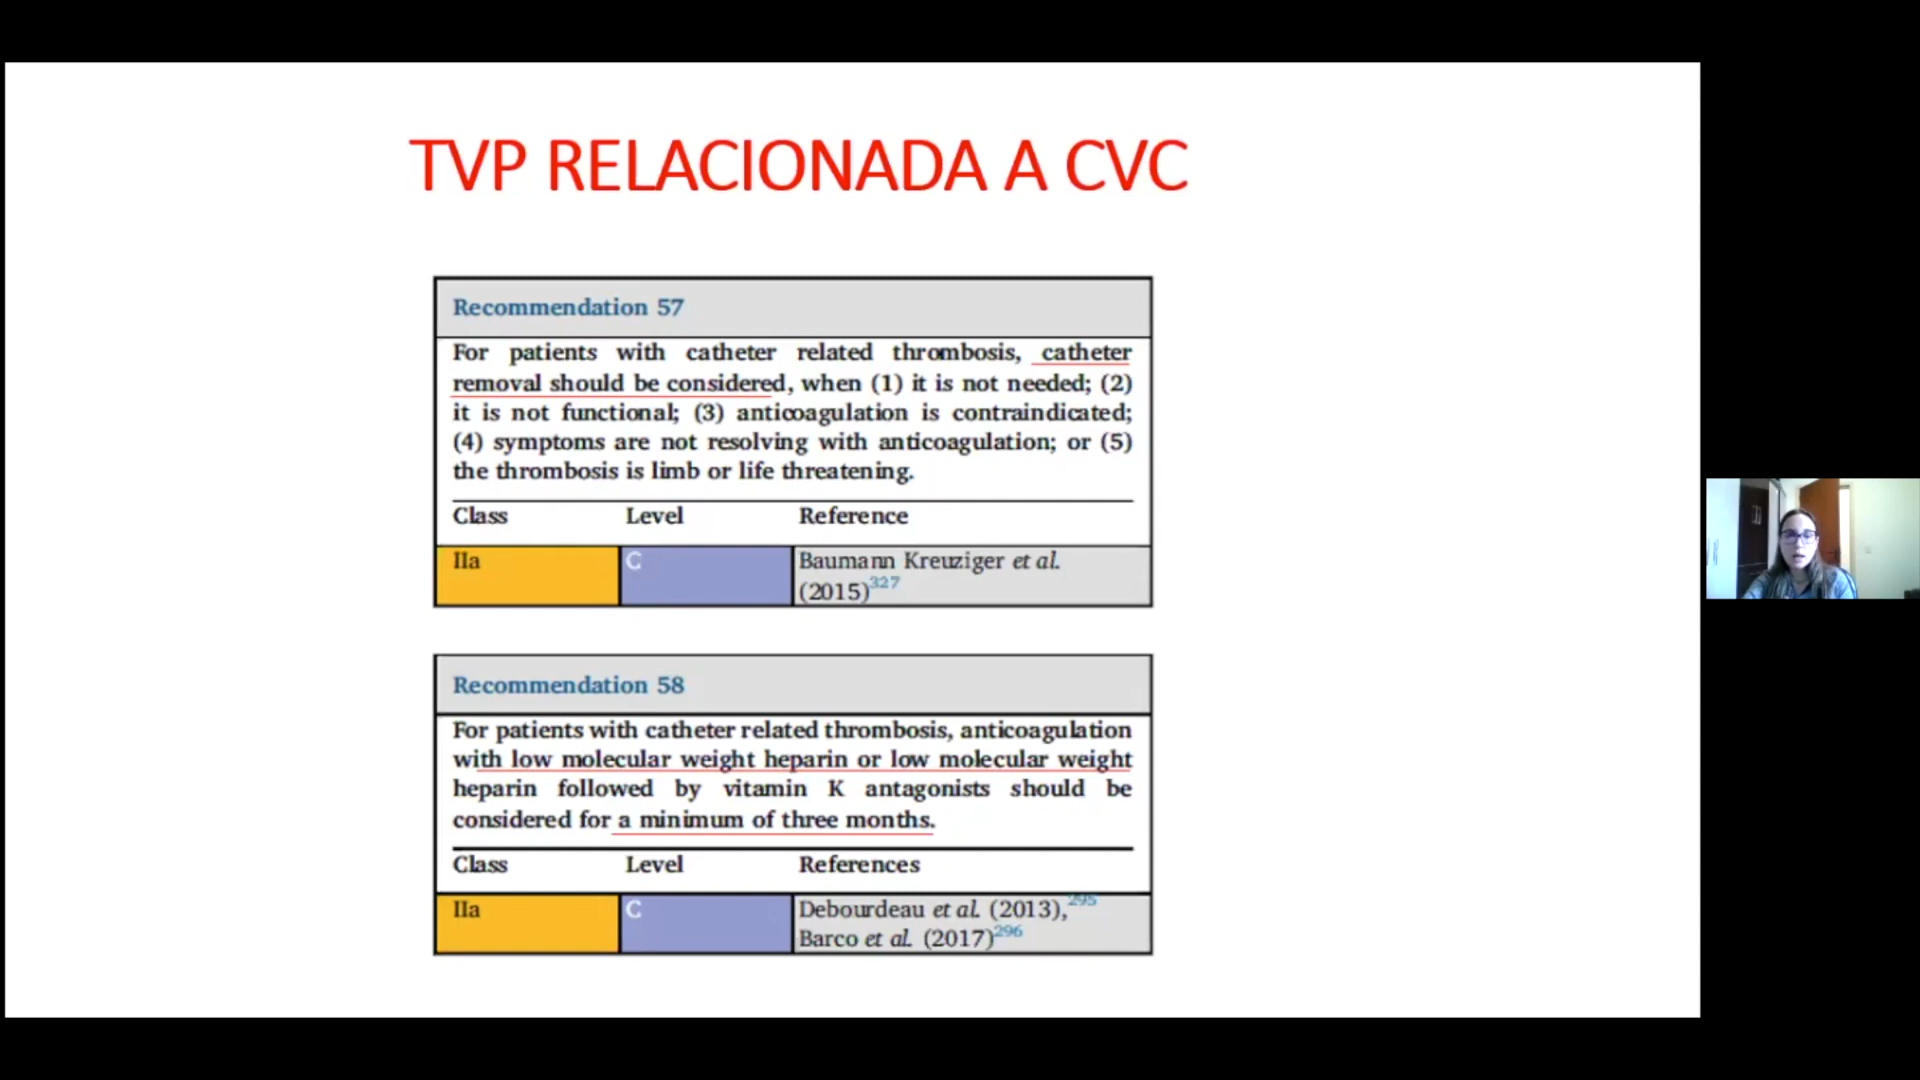 TVP RELACIONADA A CVC
Recommendation 57
For patients with catheter related thrombosis, catheter
removal should be considered, when (1) it is not needed; (2)
it is not functional; (3) anticoagulation is contraindicated;
(4) symptoms are not resolving with anticoagulation; or (5)
the thrombosis is limb or life threatening.
Class Level Reference
IIa C Baumann Kreuziger et al.
(2015)327
Recommendation 58
For patients with catheter related thrombosis, anticoagulation
with low molecular weight heparin or low molecular weight
heparin followed by vitamin K antagonists should be
considered for a minimum of three months.
Class Level References
IIa C Debourdeau et al. (2013),295
Barco et al. (2017)296